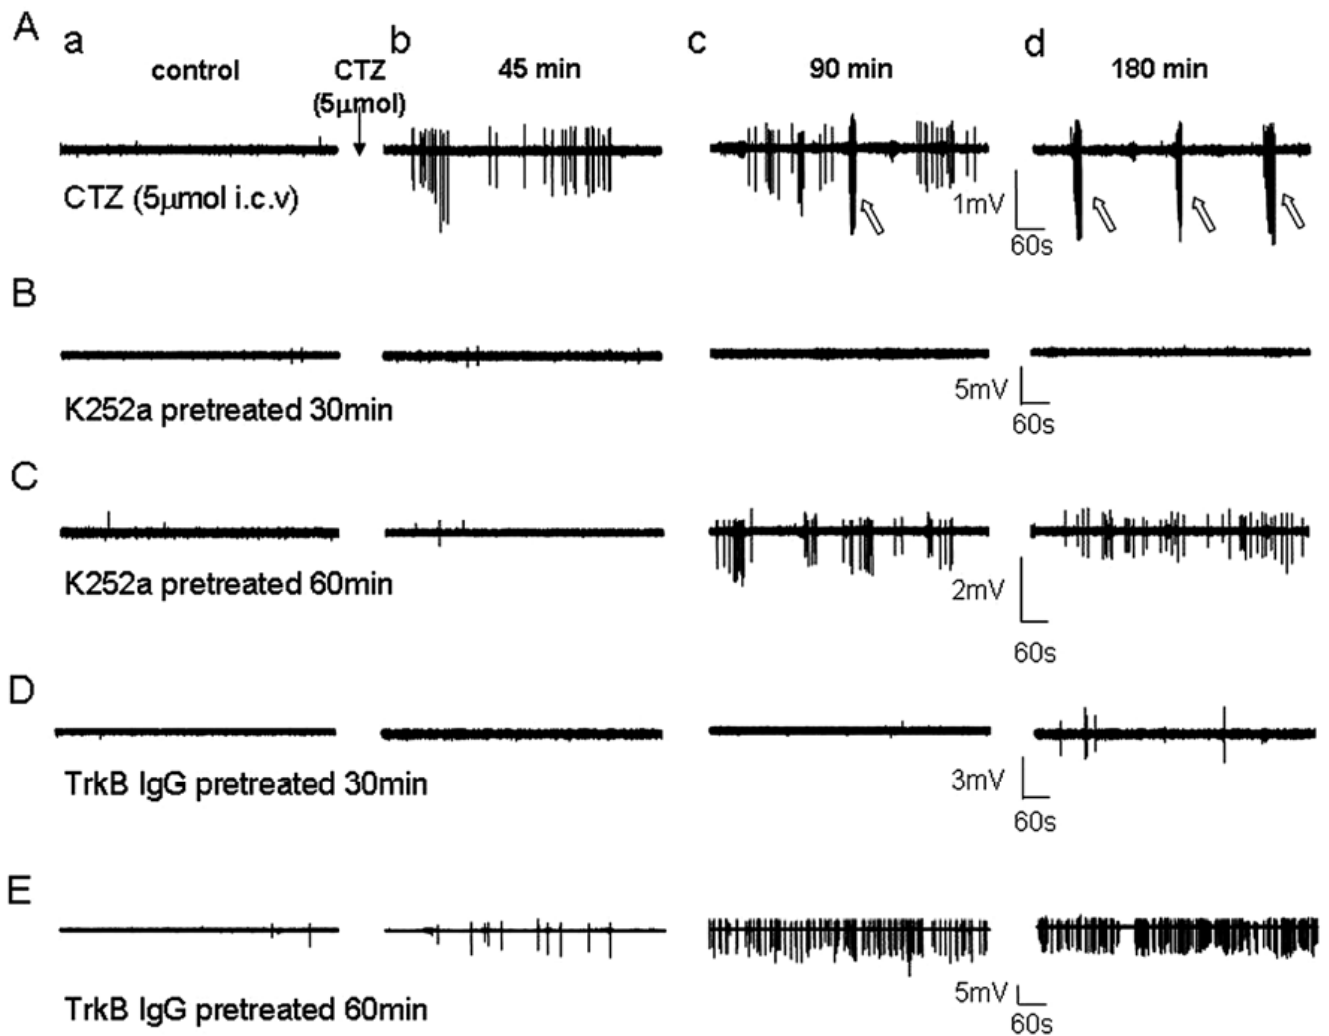 A
a
b
c
d
control
CTZ
(5μmol)
45 min
90 min
180 min
CTZ (5μmol i.c.v)
1mV
60s
B
K252a pretreated 30min
5mV
60s
C
K252a pretreated 60min
2mV
60s
D
TrkB IgG pretreated 30min
3mV
60s
E
TrkB IgG pretreated 60min
5mV
60s